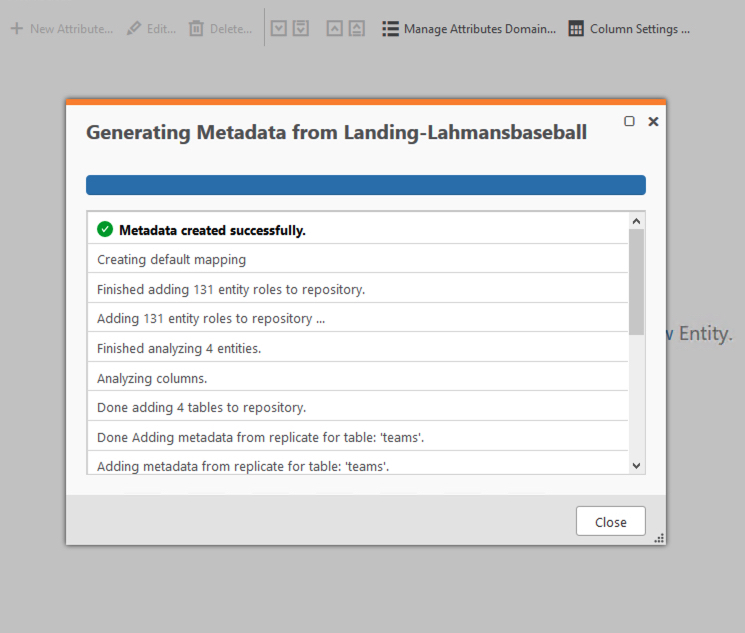 New Attribute... Edit... Delete... Manage Attributes Domain... Column Settings ...
Generating Metadata from Landing-Lahmansbaseball
Metadata created successfully.
Creating default mapping
Finished adding 131 entity roles to repository.
Adding 131 entity roles to repository ...
w Entity.
Finished analyzing 4 entities.
Analyzing columns.
Done adding 4 tables to repository.
Done Adding metadata from replicate for table: 'teams'.
Adding metadata from replicate for table: 'teams'.
Close